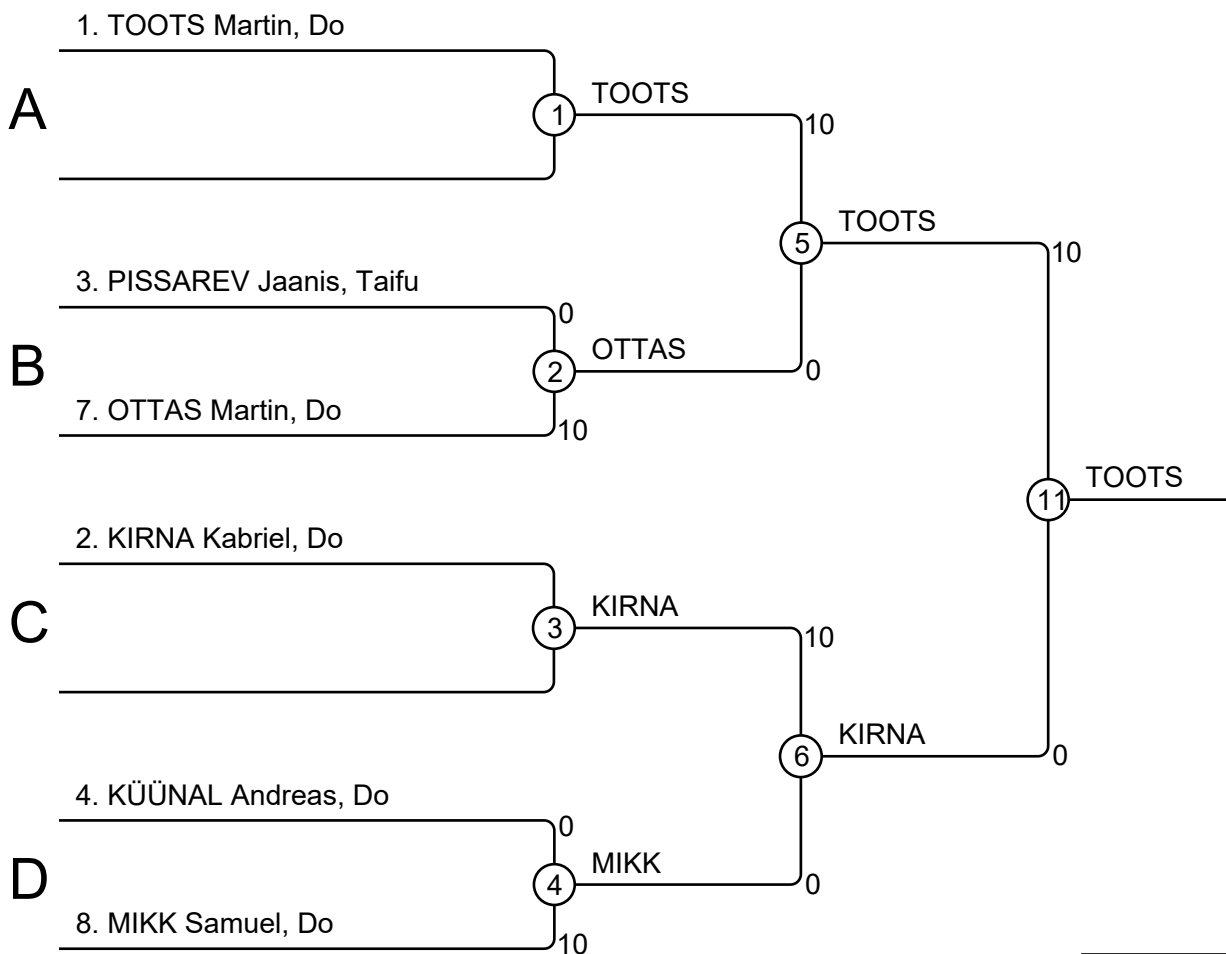 1. TOOTS Martin, Do
A
1
TOOTS
10
5
TOOTS
10
3. PISSAREV Jaanis, Taifu
0
B
2
OTTAS
0
7. OTTAS Martin, Do
10
11
TOOTS
2. KIRNA Kabriel, Do
C
3
KIRNA
10
6
KIRNA
0
4. KÜÜNAL Andreas, Do
0
D
4
MIKK
0
8. MIKK Samuel, Do
10